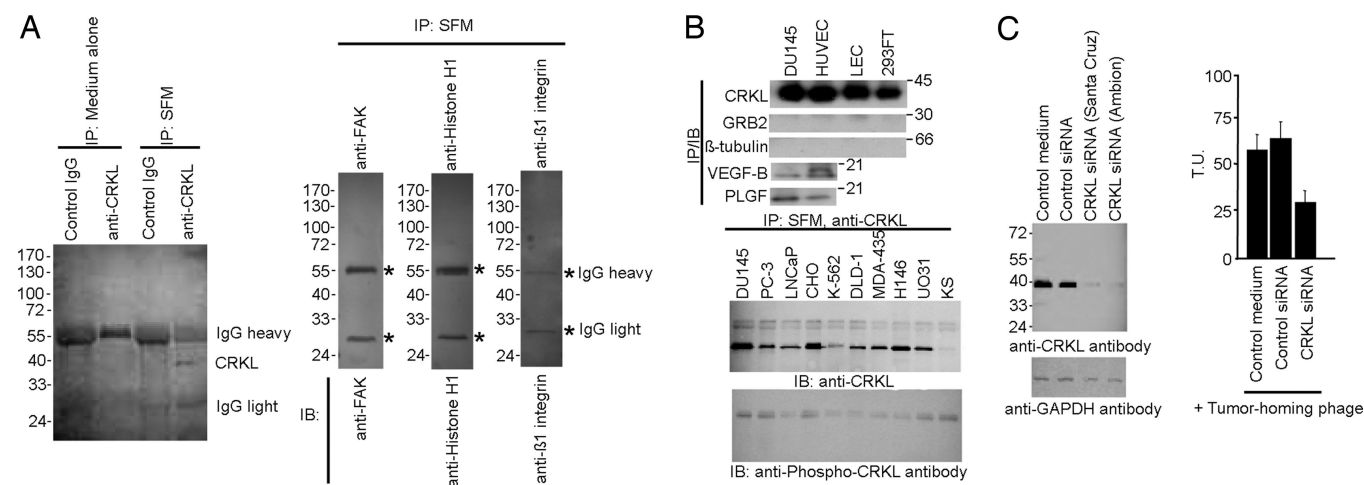 A
IP: Medium alone
IP: SFM
Control IgG
anti-CRKL
Control IgG
anti-CRKL
170-
130-
100-
72-
55-
40-
33-
24-
IgG heavy
CRKL
IgG light
IP: SFM
anti-FAK
anti-Histone H1
anti-ß1 integrin
170-
130-
100-
72-
55-
40-
33-
24-
*
*
170-
130-
100-
72-
55-
40-
33-
24-
*
*
170-
130-
100-
72-
55-
40-
33-
24-
* IgG heavy
* IgG light
IB:
anti-FAK
anti-Histone H1
anti-ß1 integrin
B
DU145
HUVEC
LEC
293FT
IP/IB
CRKL
GRB2
ß-tubulin
VEGF-B
PLGF
-45
-30
-66
-21
-21
IP: SFM, anti-CRKL
DU145
PC-3
LNCaP
CHO
K-562
DLD-1
MDA-435
H146
UO31
KS
IB: anti-CRKL
IB: anti-Phospho-CRKL antibody
C
Control medium
Control siRNA
CRKL siRNA (Santa Cruz)
CRKL siRNA (Ambion)
72-
55-
40-
33-
24-
anti-CRKL antibody
anti-GAPDH antibody
T.U.
100
75
50
25
0
Control medium
Control siRNA
CRKL siRNA
+ Tumor-homing phage